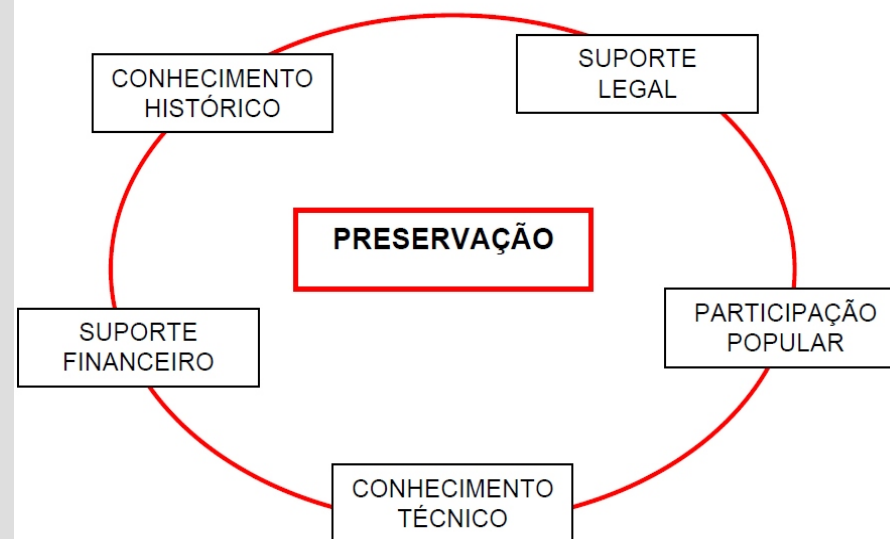 CONHECIMENTO
HISTÓRICO
SUPORTE
LEGAL
PRESERVAÇÃO
SUPORTE
FINANCEIRO
PARTICIPAÇÃO
POPULAR
CONHECIMENTO
TÉCNICO